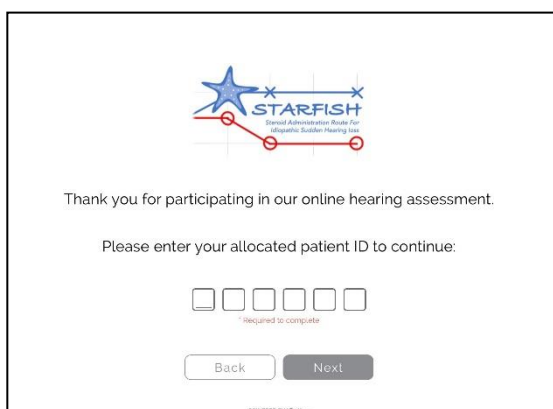 STARFISH
Steroid Administration Route For
Idiopathic Sudden Hearing loss
Thank you for participating in our online hearing assessment.
Please enter your allocated patient ID to continue:
* Required to complete
Back
Next